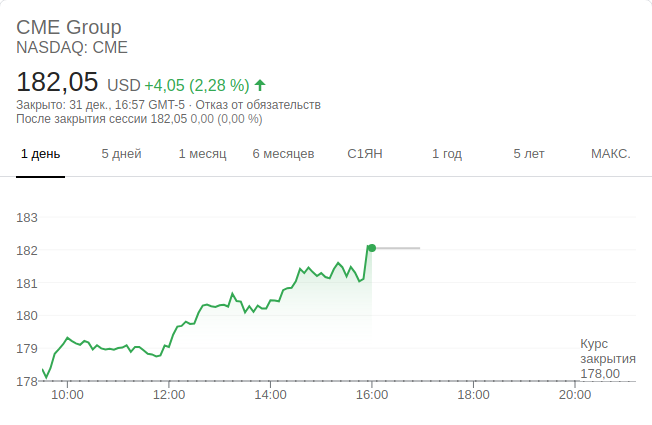 CME Group
NASDAQ: CME
182,05 USD +4,05 (2,28 %)
Закрыто: 31 дек., 16:57 GMT-5 · Отказ от обязательств
После закрытия сессии 182,05 0,00 (0,00 %)
1 день 5 дней 1 месяц 6 месяцев С1ЯН 1 год 5 лет МАКС.
183
182
181
180
179
178
Курс
закрытия
178,00
10:00 12:00 14:00 16:00 18:00 20:00